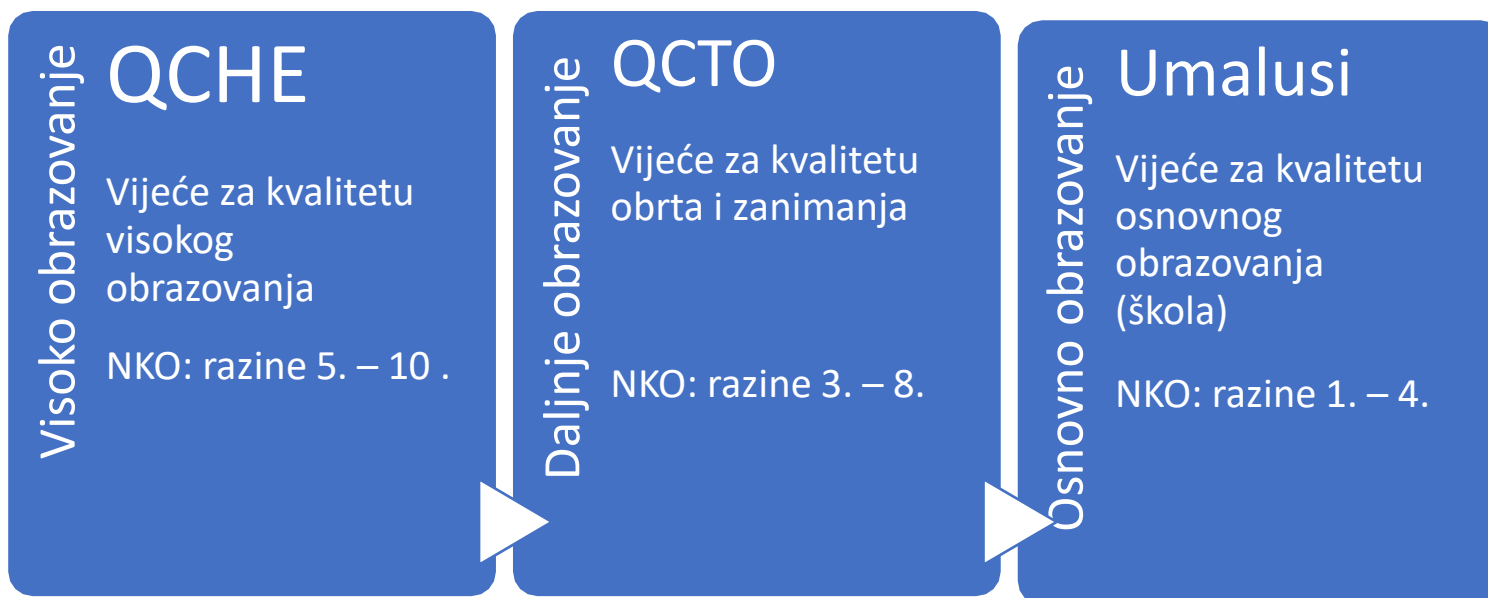 Visoko obrazovanje
QCHE
Vijeće za kvalitetu
visokog
obrazovanja
NKO: razine 5. – 10 .
Daljnje obrazovanje
QCTO
Vijeće za kvalitetu
obrta i zanimanja
NKO: razine 3. – 8.
Osnovno obrazovanje
Umalusi
Vijeće za kvalitetu
osnovnog
obrazovanja
(škola)
NKO: razine 1. – 4.